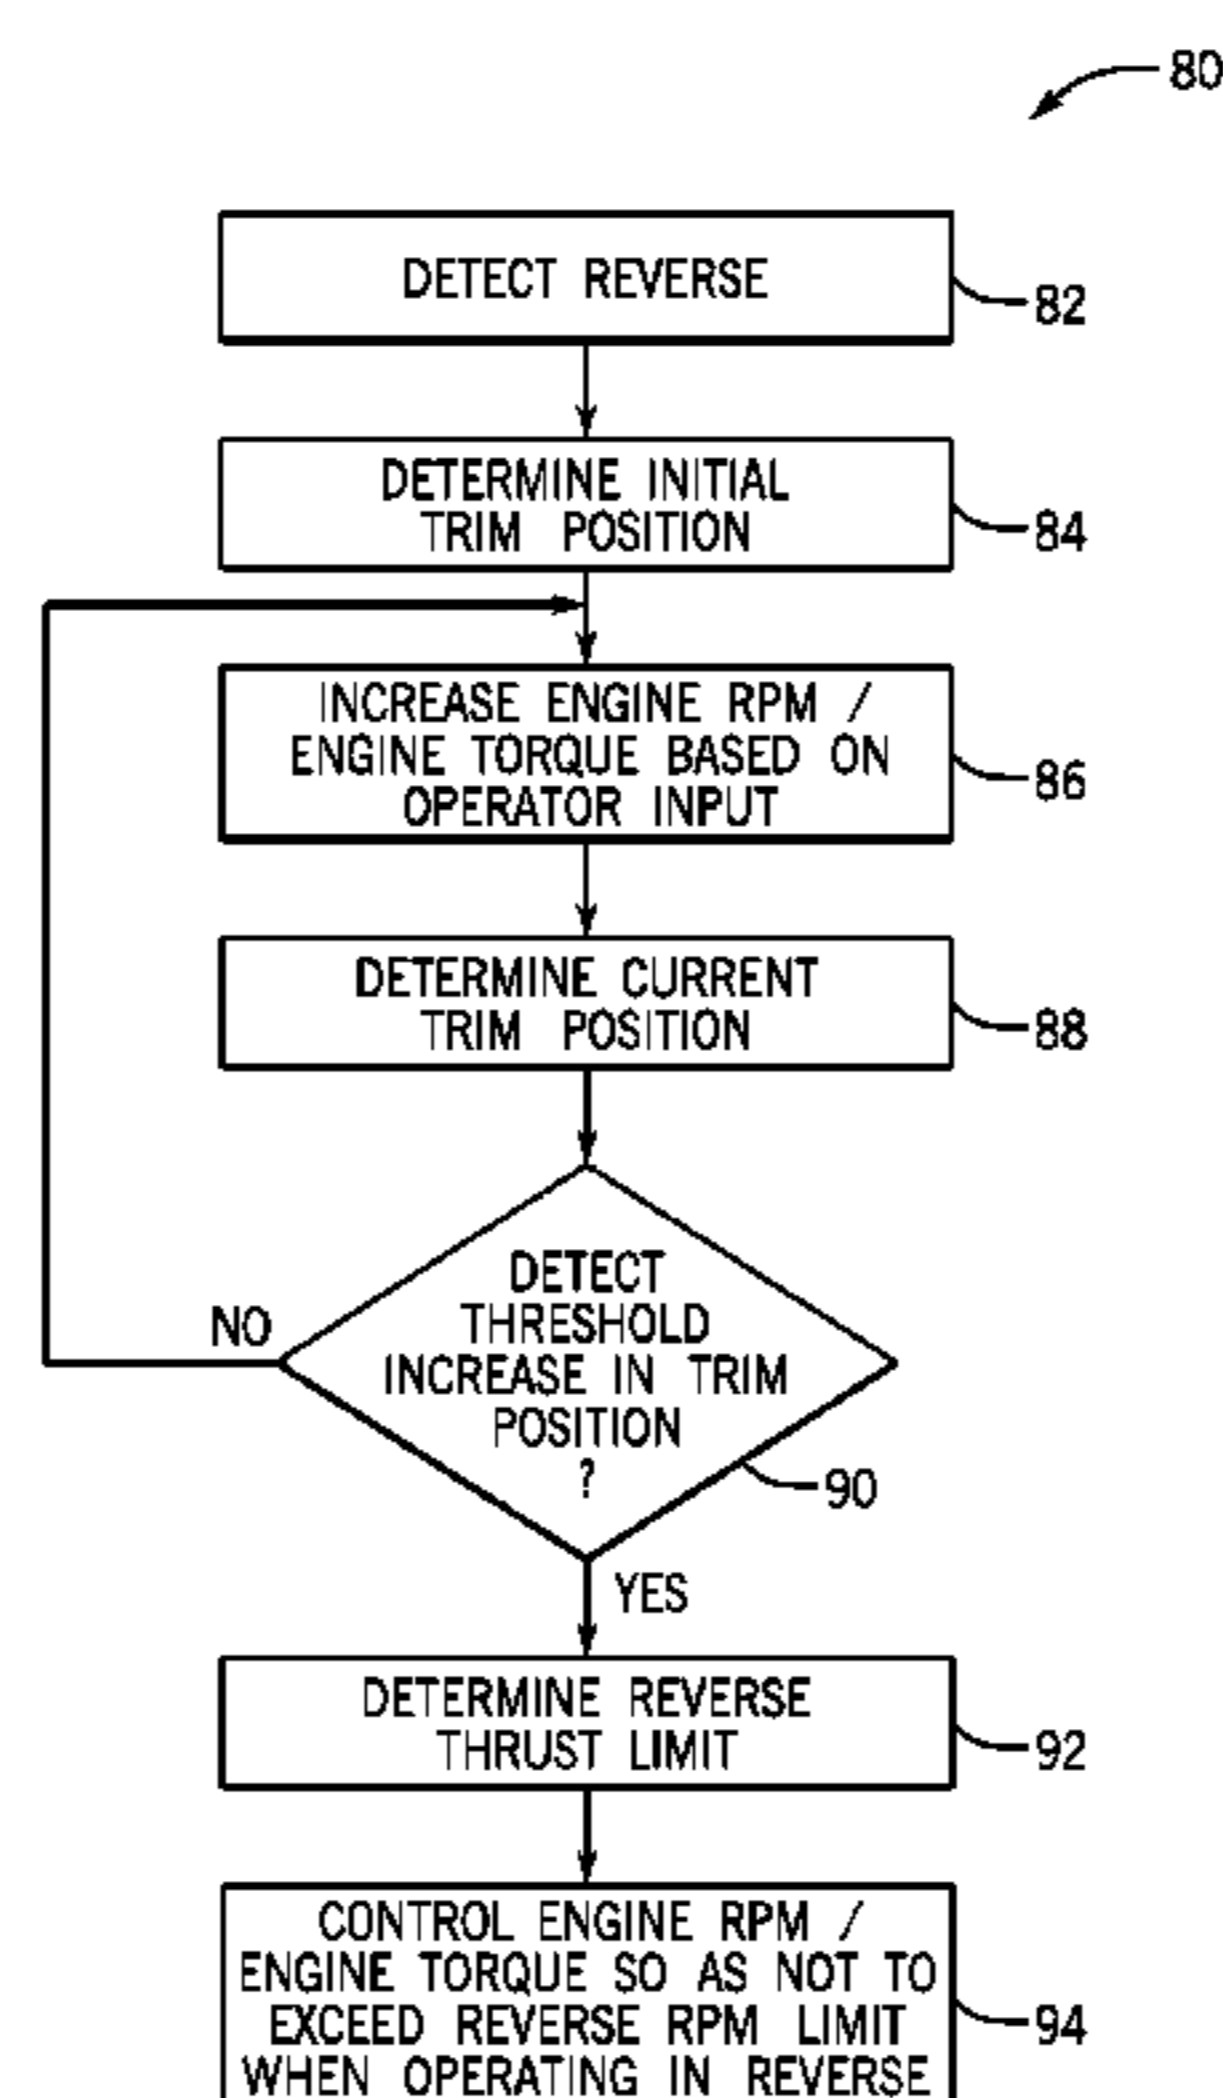 80
DETECT REVERSE
82
DETERMINE INITIAL
TRIM POSITION
84
INCREASE ENGINE RPM /
ENGINE TORQUE BASED ON
OPERATOR INPUT
86
DETERMINE CURRENT
TRIM POSITION
88
DETECT
THRESHOLD
INCREASE IN TRIM
POSITION
?
NO
90
YES
DETERMINE REVERSE
THRUST LIMIT
92
CONTROL ENGINE RPM /
ENGINE TORQUE SO AS NOT TO
EXCEED REVERSE RPM LIMIT
WHEN OPERATING IN REVERSE
94